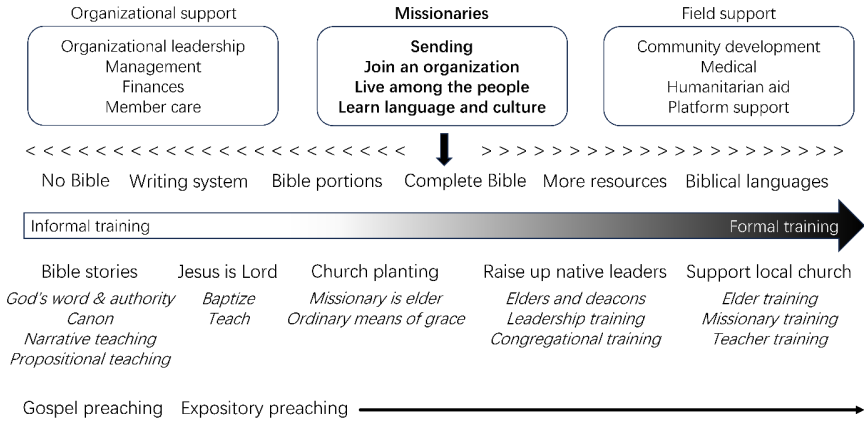 Organizational support
Missionaries
Field support
Organizational leadership
Management
Finances
Member care
Sending
Join an organization
Live among the people
Learn language and culture
Community development
Medical
Humanitarian aid
Platform support
< < < < < < < < < < < < < < < < < < < < < < > > > > > > > > > > > > > > > > > > > > >
No Bible Writing system Bible portions Complete Bible More resources Biblical languages
Informal training Formal training
Bible stories
God's word & authority
Canon
Narrative teaching
Propositional teaching
Jesus is Lord
Baptize
Teach
Church planting
Missionary is elder
Ordinary means of grace
Raise up native leaders
Elders and deacons
Leadership training
Congregational training
Support local church
Elder training
Missionary training
Teacher training
Gospel preaching Expository preaching